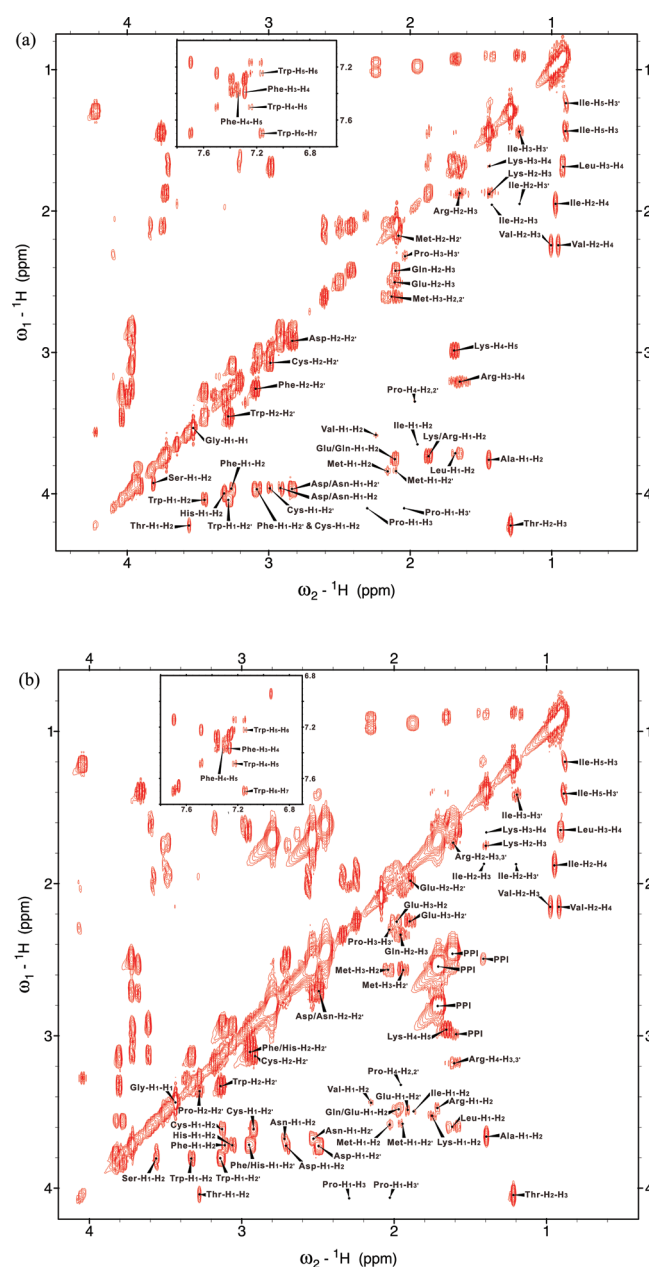 (a)
4 3 2 1
7.2
7.6
7.6 7.2 6.8
Trp-H5-H6
Phe-H3-H4
Trp-H4-H5
Phe-H4-H5
Trp-H6-H7
Ile-H5-H3'
Ile-H5-H3
Ile-H3-H3'
Lys-H3-H4
Leu-H3-H4
Lys-H2-H3
Ile-H2-H3'
Arg-H2-H3
Ile-H2-H4
Ile-H2-H3
Val-H2-H3
Met-H2-H2'
Val-H2-H4
Pro-H3-H3'
Gln-H2-H3
Glu-H2-H3
Met-H3-H2,2'
Asp-H2-H2'
Lys-H4-H5
Cys-H2-H2'
Arg-H3-H4
Phe-H2-H2'
Pro-H4-H2,2'
Trp-H2-H2'
Val-H1-H2
Ile-H1-H2
Gly-H1-H1
Lys/Arg-H1-H2
Glu/Gln-H1-H2
Phe-H1-H2
Met-H1-H2
Leu-H1-H2
Ala-H1-H2
Ser-H1-H2
Asp/Asn-H1-H2'
Met-H1-H2'
Asp/Asn-H1-H2
Trp-H1-H2
Cys-H1-H2'
His-H1-H2
Pro-H1-H3
Pro-H1-H3'
Thr-H1-H2
Trp-H1-H2'
Phe-H1-H2' & Cys-H1-H2
Thr-H2-H3
1
2
3
4
1
2
3
4
4 3 2 1
ω1 - 1H (ppm)
ω2 - 1H (ppm)
(b)
4 3 2 1
6.8
7.2
7.6
7.6 7.2 6.8
Trp-H5-H6
Phe-H3-H4
Trp-H4-H5
Phe-H4-H5
Trp-H6-H7
Ile-H5-H3
Ile-H5-H3'
Ile-H3-H3'
Lys-H3-H4
Leu-H3-H4
Lys-H2-H3
Arg-H2-H3,3'
Ile-H2-H3
Ile-H2-H3'
Ile-H2-H4
Glu-H2-H2'
Val-H2-H3
Val-H2-H4
Glu-H3-H2
Glu-H3-H2'
Pro-H3-H3'
Gln-H2-H3
PPI
PPI
Met-H3-H2
Met-H3-H2'
PPI
Asp/Asn-H2-H2'
Lys-H4-H5
PPI
Phe/His-H2-H2'
Cys-H2-H2'
Arg-H4-H3,3'
Pro-H4-H2,2'
Trp-H2-H2'
Gly-H1-H1
Val-H1-H2
Glu-H1-H2'
Ile-H1-H2
Pro-H2-H2'
Cys-H1-H2'
Gln/Glu-H1-H2
Arg-H1-H2
Cys-H1-H2
Asn-H1-H2
Asn-H1-H2'
Leu-H1-H2
His-H1-H2
Met-H1-H2
Met-H1-H2'
Lys-H1-H2
Ala-H1-H2
Phe-H1-H2
Asp-H1-H2'
Phe/His-H1-H2'
Asp-H1-H2
Ser-H1-H2
Trp-H1-H2
Trp-H1-H2'
Thr-H1-H2
Pro-H1-H3
Pro-H1-H3'
Thr-H2-H3
1
2
3
4
1
2
3
4
4 3 2 1
ω1 - 1H (ppm)
ω2 - 1H (ppm)